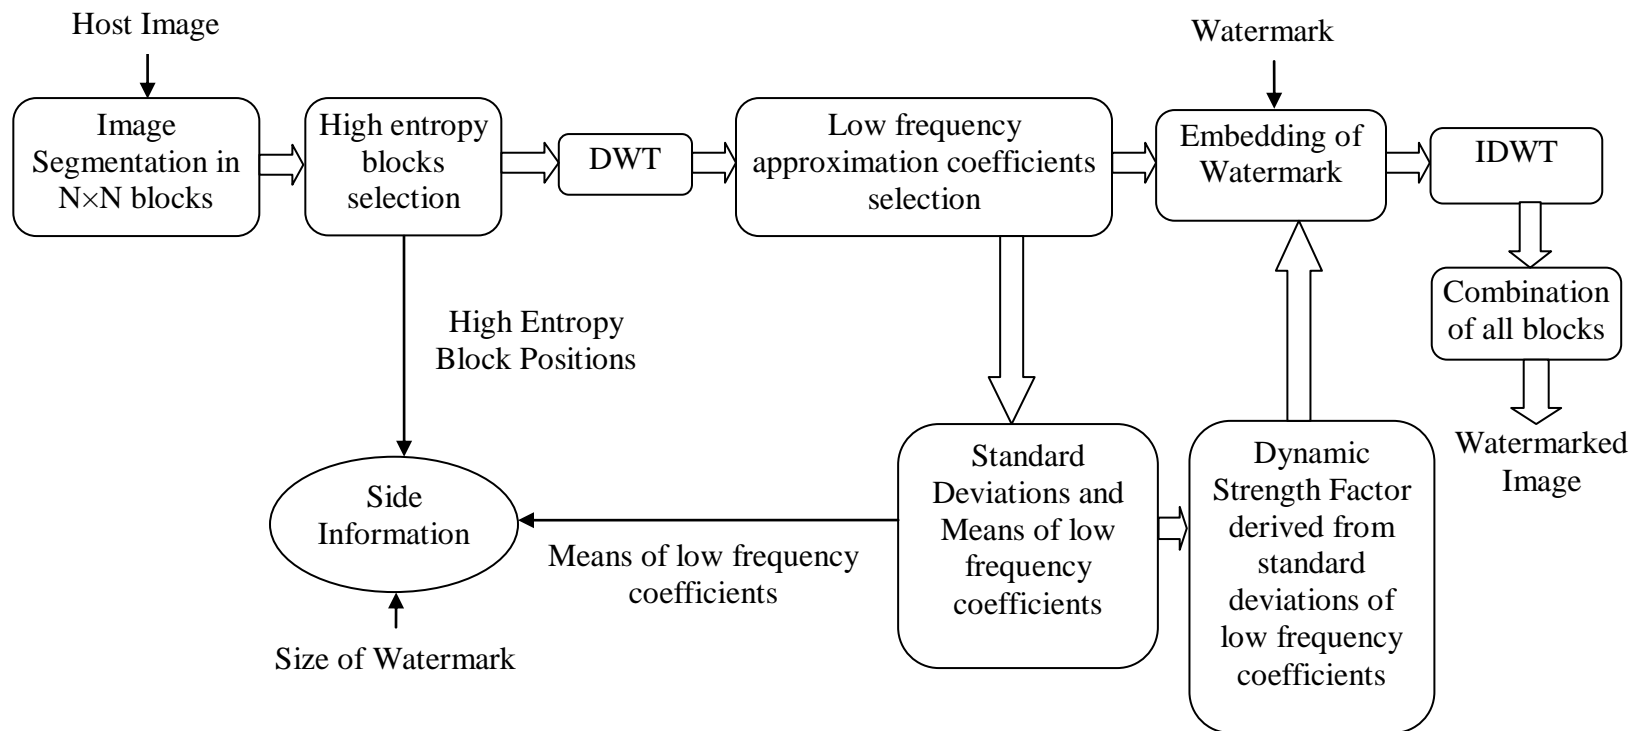 Host Image
Watermark
Image
Segmentation in
N×N blocks
High entropy
blocks
selection
DWT
Low frequency
approximation coefficients
selection
Embedding of
Watermark
IDWT
Combination
of all blocks
High Entropy
Block Positions
Watermarked
Image
Standard
Deviations and
Means of low
frequency
coefficients
Dynamic
Strength Factor
derived from
standard
deviations of
low frequency
coefficients
Side
Information
Means of low frequency
coefficients
Size of Watermark